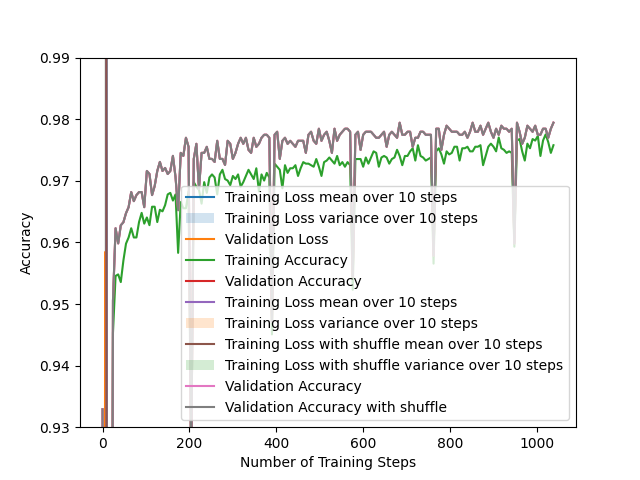 0.99
0.98
0.97
0.96
0.95
0.94
0.93
Accuracy
Training Loss mean over 10 steps
Training Loss variance over 10 steps
Validation Loss
Training Accuracy
Validation Accuracy
Training Loss mean over 10 steps
Training Loss variance over 10 steps
Training Loss with shuffle mean over 10 steps
Training Loss with shuffle variance over 10 steps
Validation Accuracy
Validation Accuracy with shuffle
0 200 400 600 800 1000
Number of Training Steps